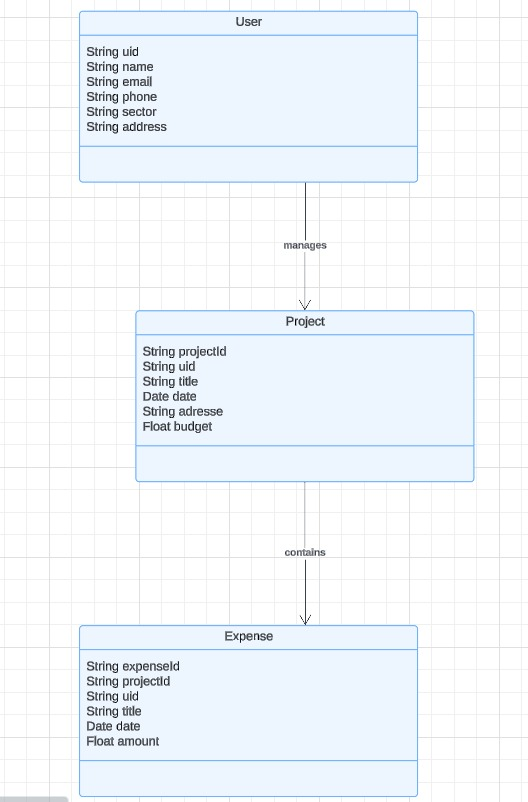 User
String uid
String name
String email
String phone
String sector
String address
manages
Project
String projectId
String uid
String title
Date date
String adresse
Float budget
contains
Expense
String expenseId
String projectId
String uid
String title
Date date
Float amount